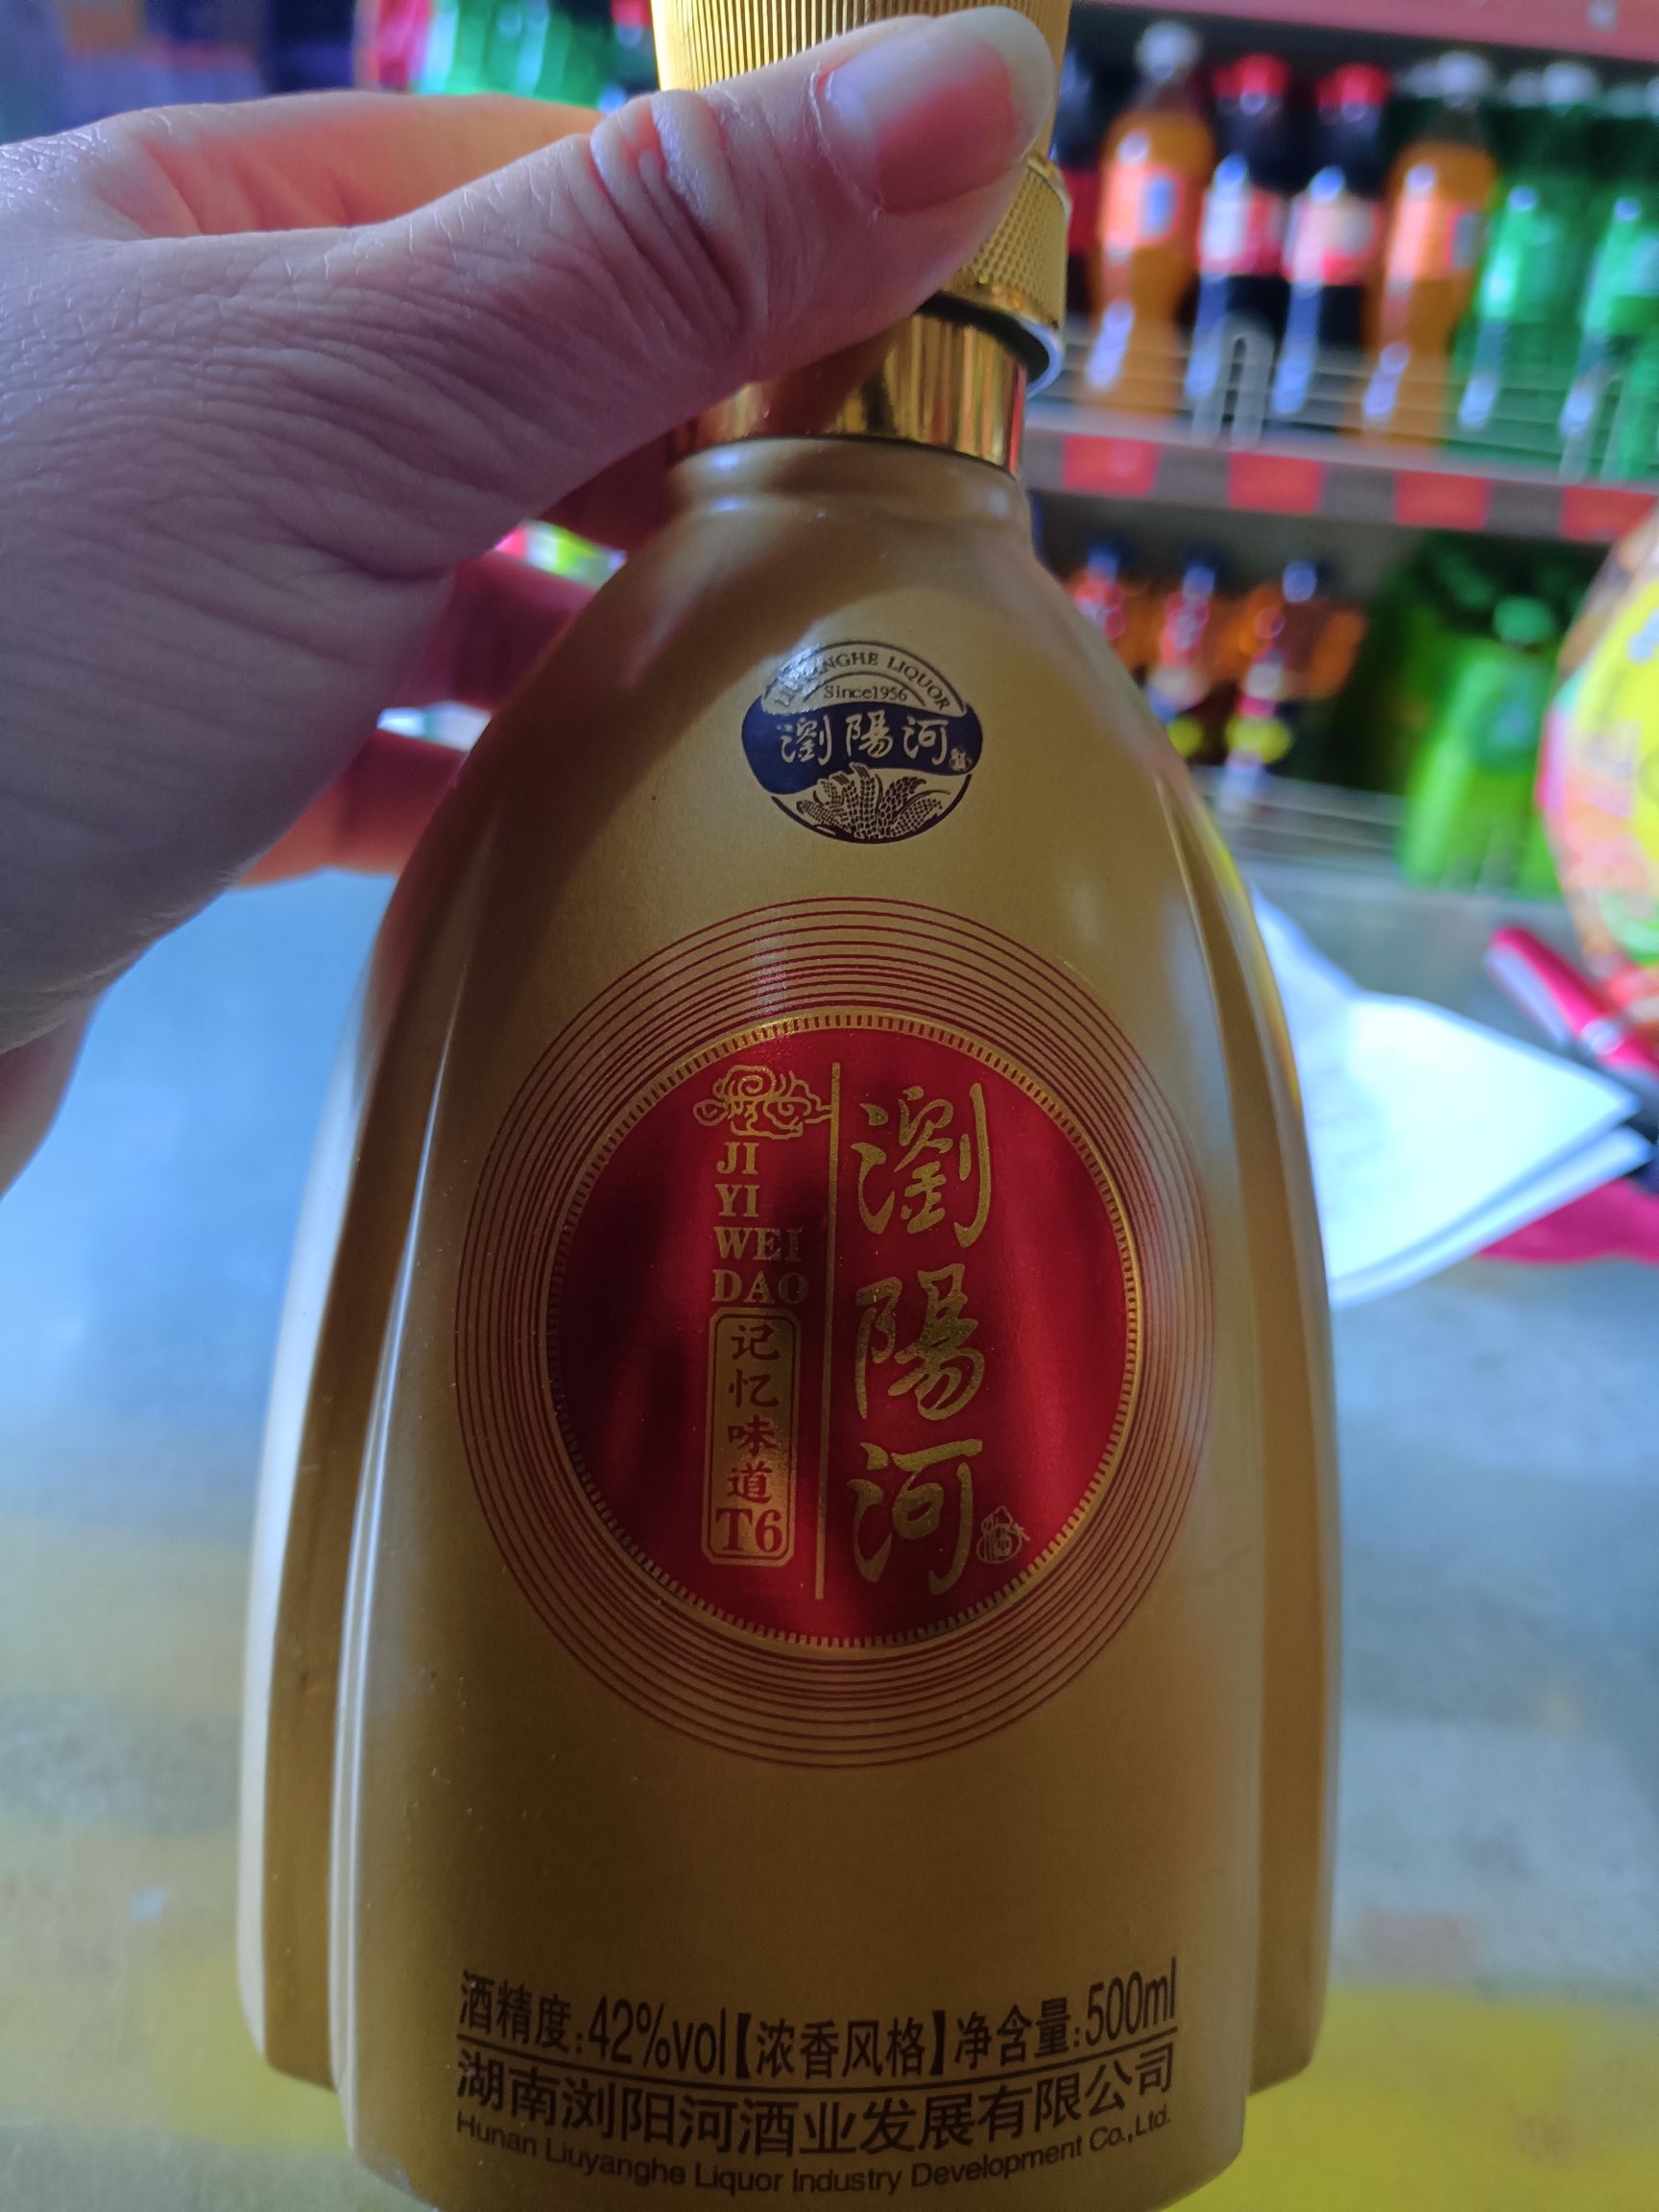 LIUYANGHE LIQUOR
Since1956
瀏陽河
瀏陽河
JI
YI
WEI
DAO
记忆味道T6
酒精度:42%vol【浓香风格】净含量:500ml
湖南浏阳河酒业发展有限公司
Hunan Liuyanghe Liquor Industry Development Co.,Ltd.